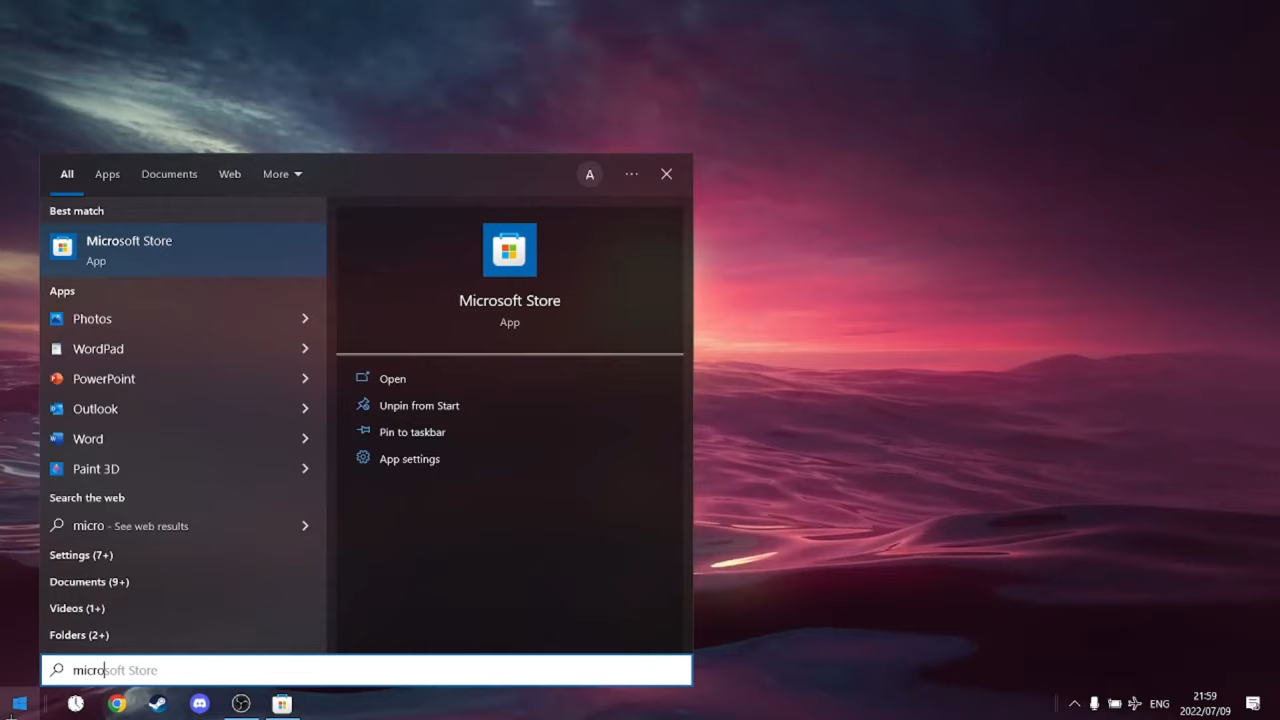 All Apps Documents Web More A ...
Best match
Microsoft Store
App
Apps
Photos
WordPad
PowerPoint
Outlook
Word
Paint 3D
Search the web
micro - See web results
Settings (7+)
Documents (9+)
Videos (1+)
Folders (2+)
Microsoft Store
App
Open
Unpin from Start
Pin to taskbar
App settings
microsoft Store
ENG
21:59
2022/07/09